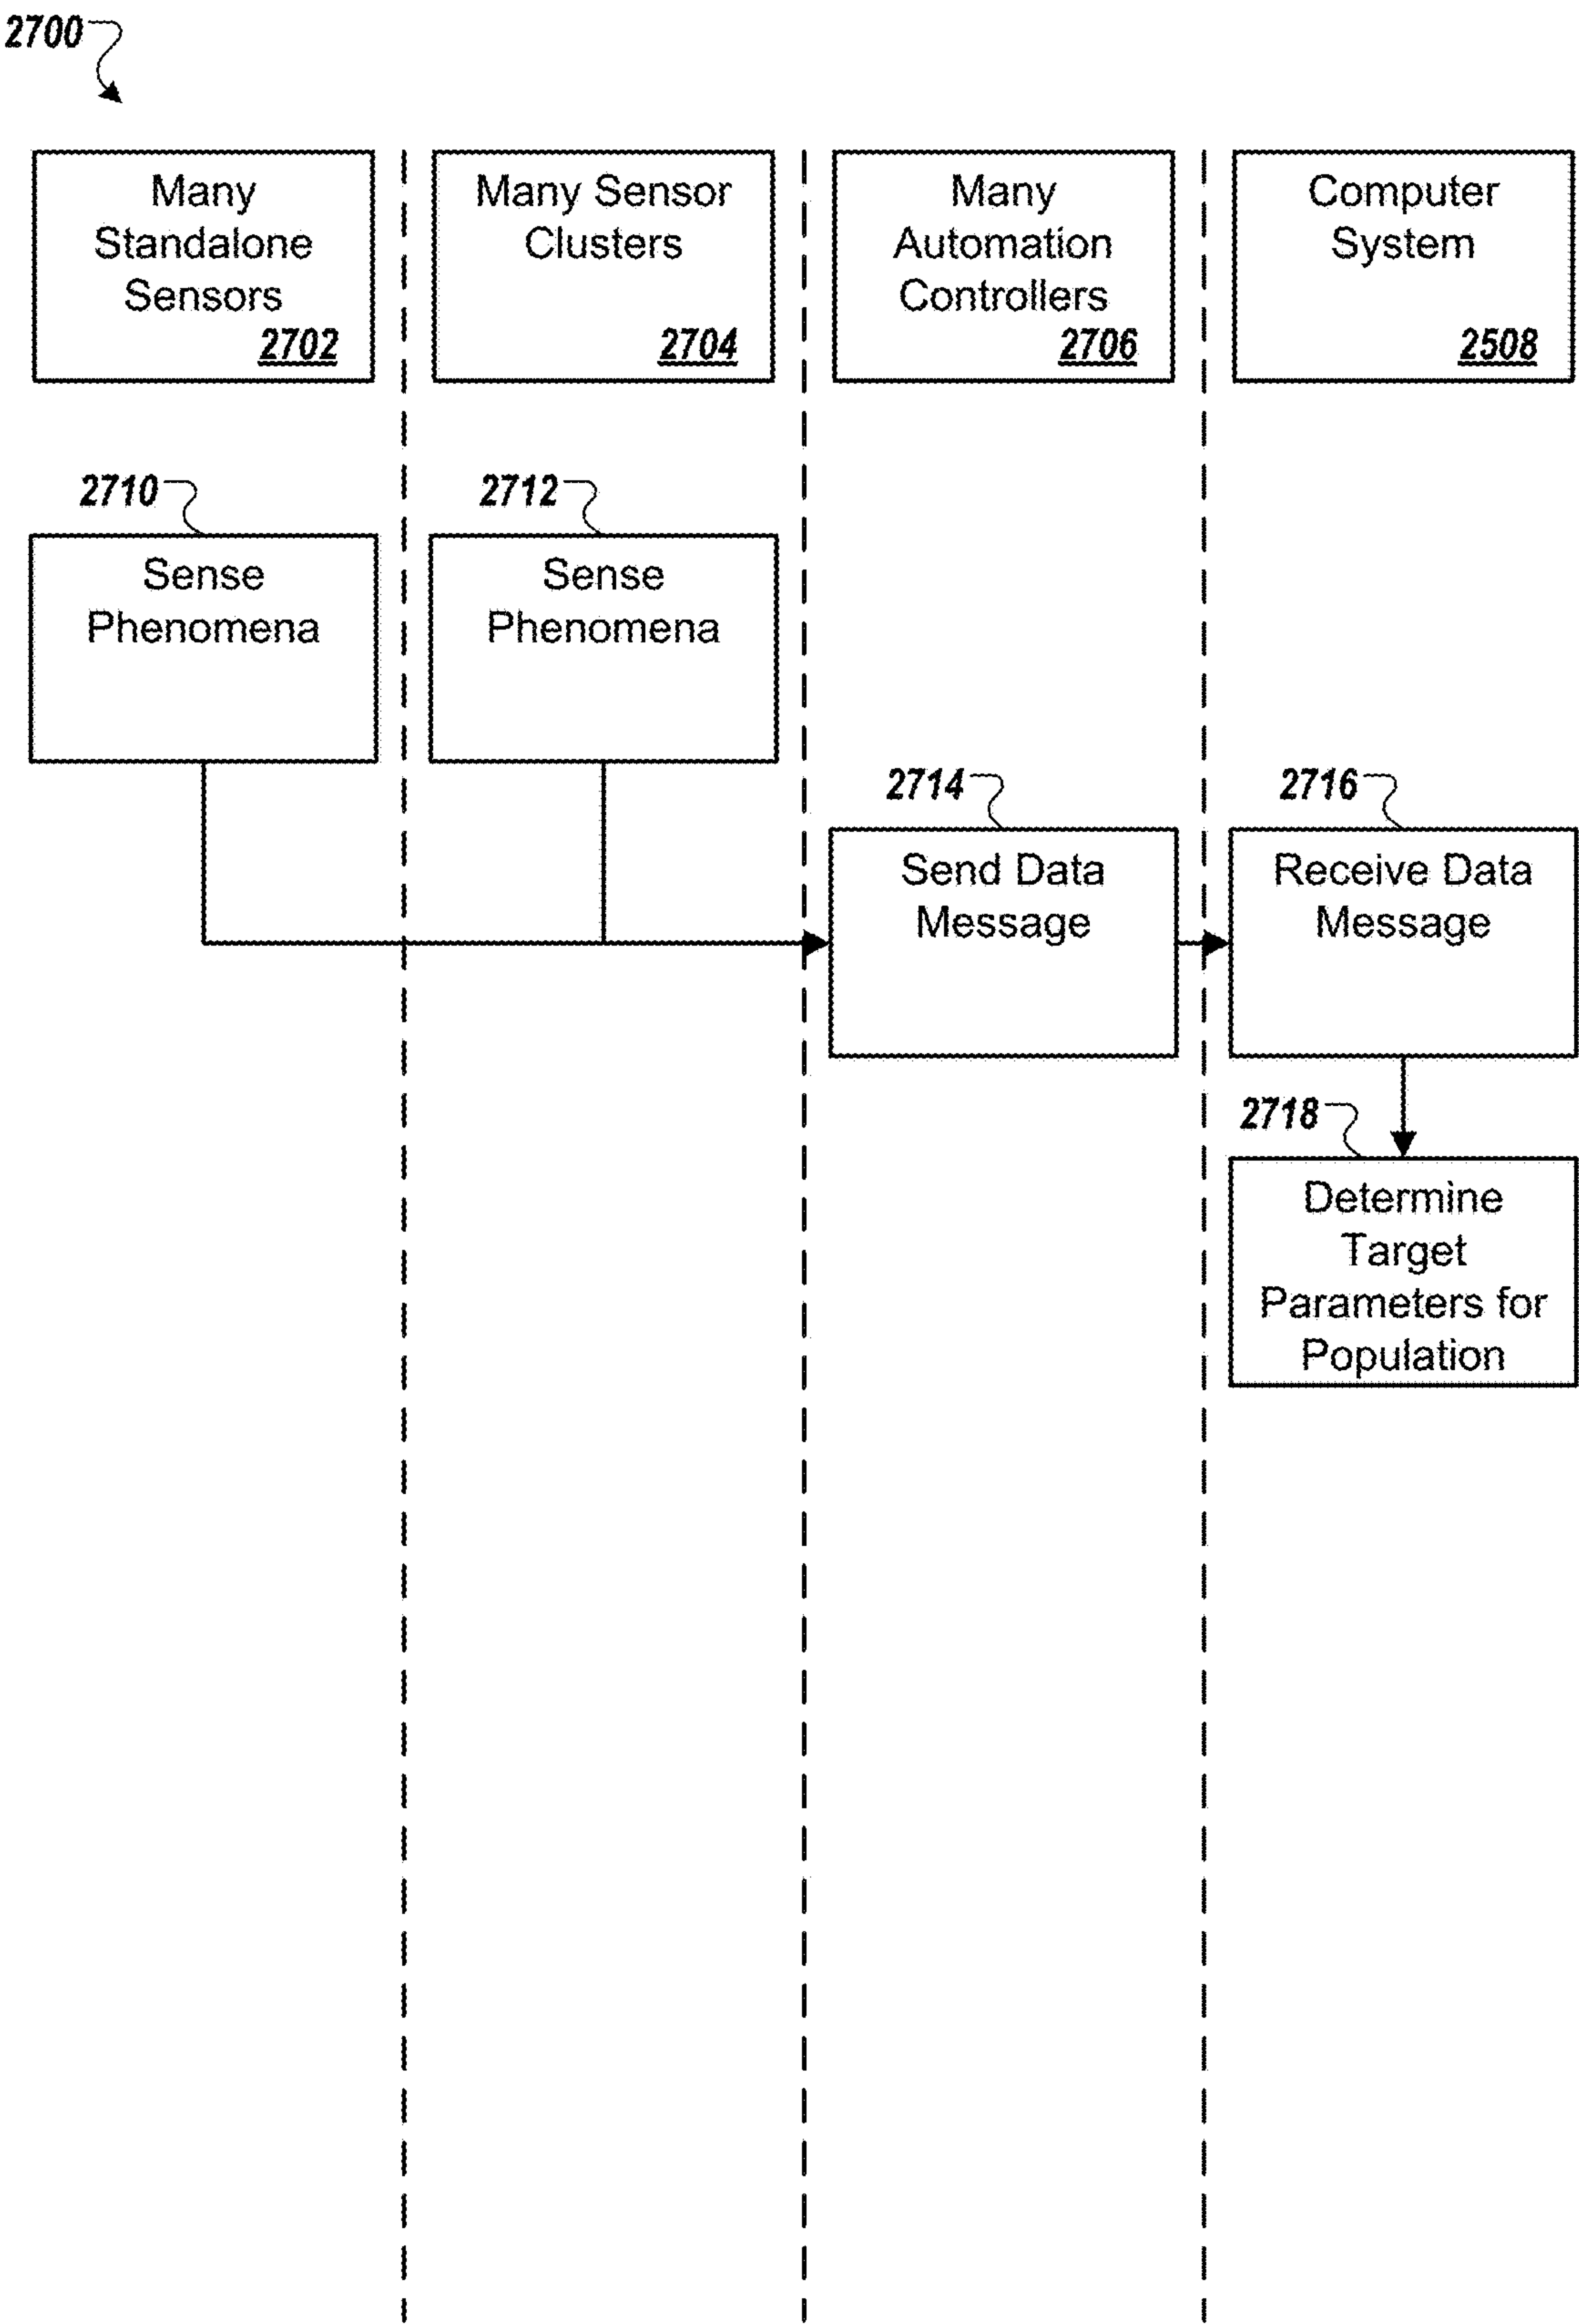 2700
Many
Standalone
Sensors
2702
Many Sensor
Clusters
2704
Many
Automation
Controllers
2706
Computer
System
2508
2710
Sense
Phenomena
2712
Sense
Phenomena
2714
Send Data
Message
2716
Receive Data
Message
2718
Determine
Target
Parameters for
Population